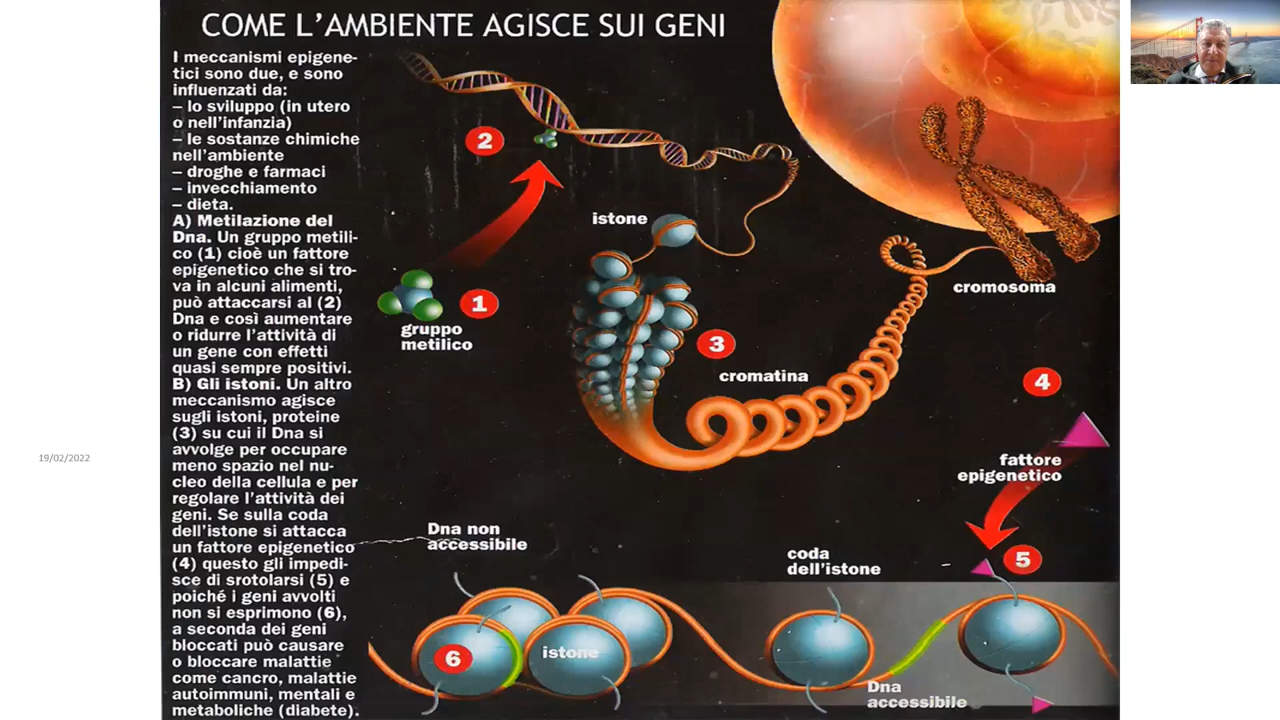 COME L'AMBIENTE AGISCE SUI GENI
I meccanismi epigene-
tici sono due, e sono
influenzati da:
– lo sviluppo (in utero
o nell'infanzia)
– le sostanze chimiche
nell'ambiente
– droghe e farmaci
– invecchiamento
– dieta.
A) Metilazione del
Dna. Un gruppo metili-
co (1) cioè un fattore
epigenetico che si tro-
va in alcuni alimenti,
può attaccarsi al (2)
Dna e così aumentare
o ridurre l'attività di
un gene con effetti
quasi sempre positivi.
B) Gli istoni. Un altro
meccanismo agisce
sugli istoni, proteine
(3) su cui il Dna si
avvolge per occupare
meno spazio nel nu-
cleo della cellula e per
regolare l'attività dei
geni. Se sulla coda
dell'istone si attacca
un fattore epigenetico
(4) questo gli impedi-
sce di srotolarsi (5) e
poiché i geni avvolti
non si esprimono (6),
a seconda dei geni
bloccati può causare
o bloccare malattie
come cancro, malattie
autoimmuni, mentali e
metaboliche (diabete).
2
istone
1
gruppo
metilico
3
cromatina
cromosoma
4
fattore
epigenetico
5
Dna non
accessibile
coda
dell'istone
6
istone
Dna
accessibile
19/02/2022